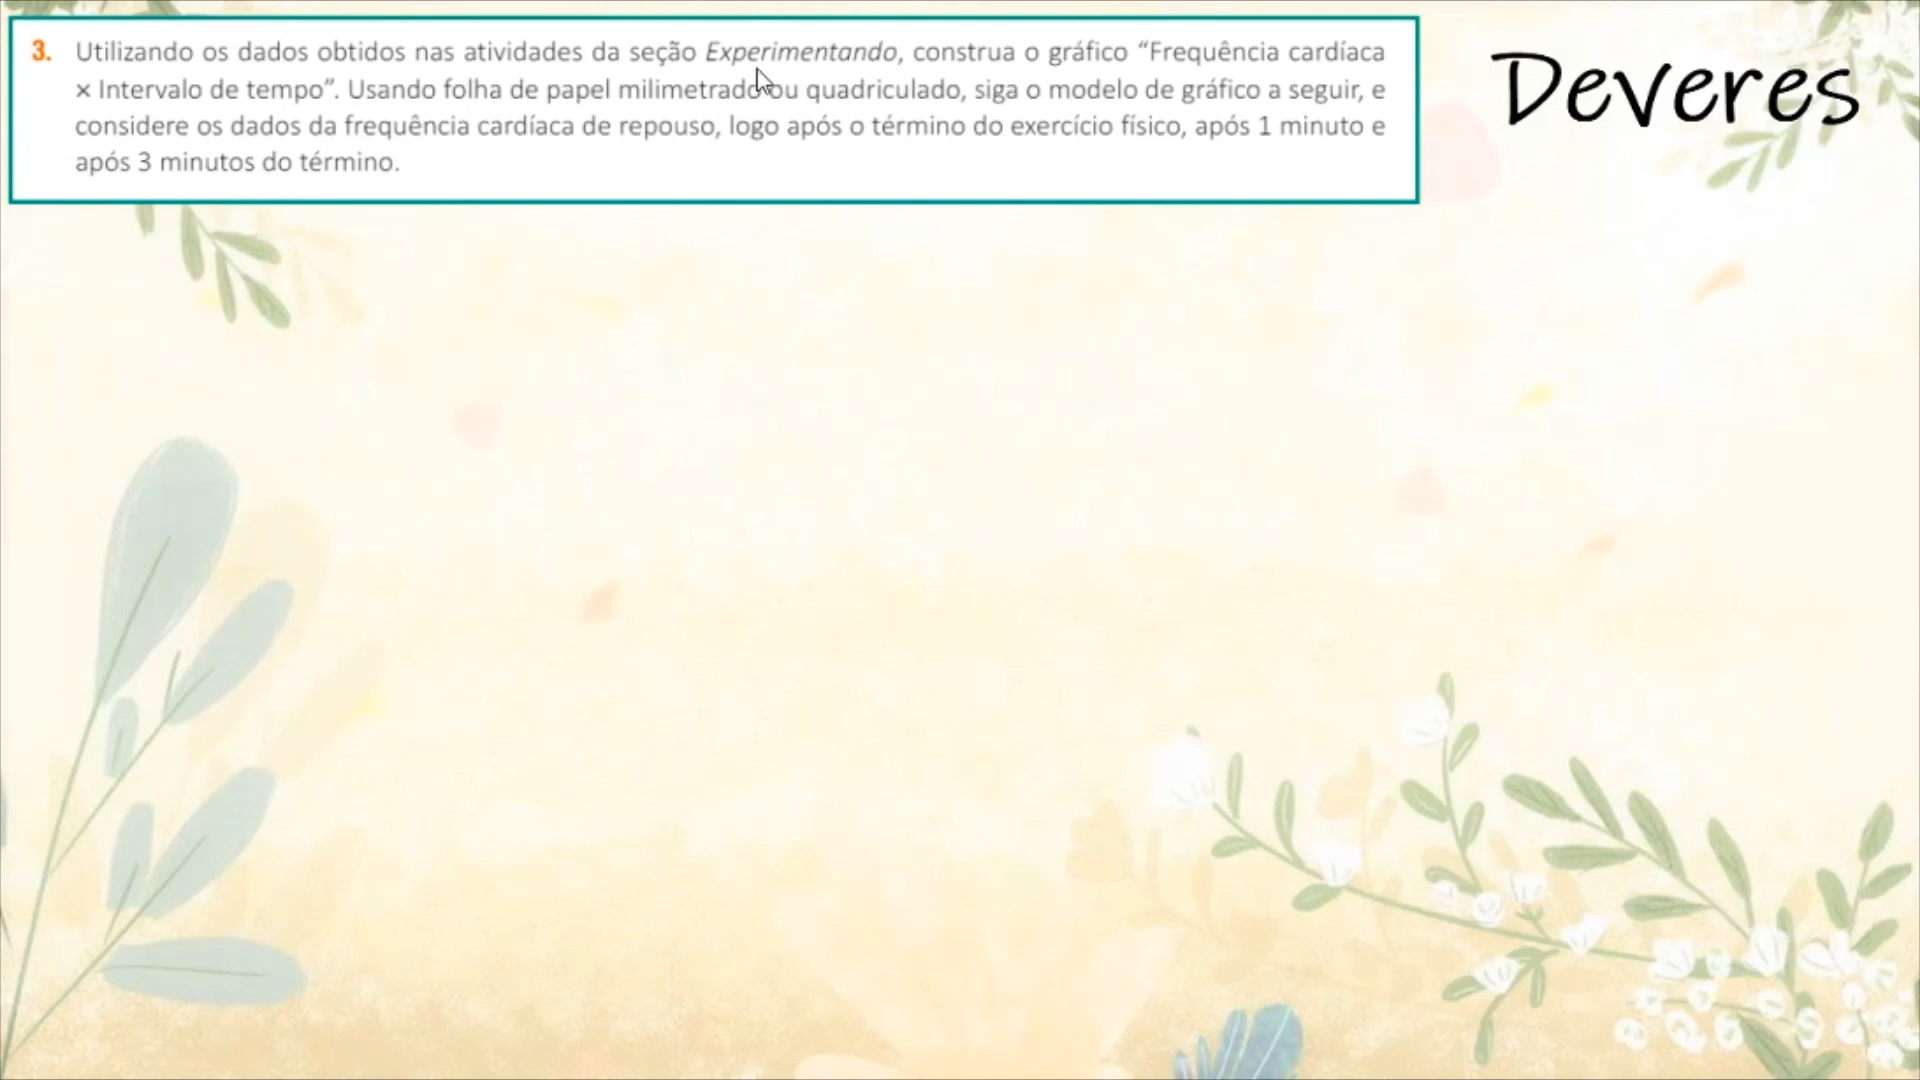 3. Utilizando os dados obtidos nas atividades da seção Experimentando, construa o gráfico “Frequência cardíaca
× Intervalo de tempo”. Usando folha de papel milimetrado ou quadriculado, siga o modelo de gráfico a seguir, e
considere os dados da frequência cardíaca de repouso, logo após o término do exercício físico, após 1 minuto e
após 3 minutos do término.
Deveres